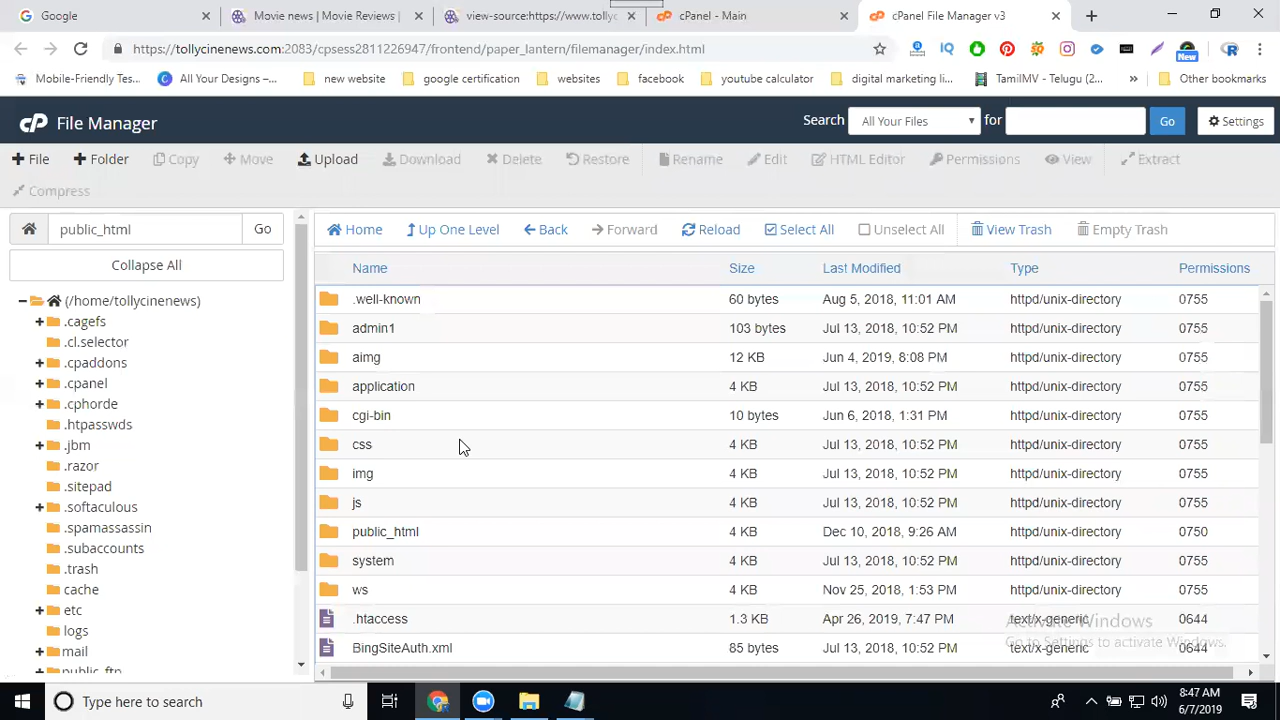 Google
Movie news | Movie Reviews |
view-source:https://www.tollyc
cPanel - Main
cPanel File Manager v3
https://tollycinenews.com:2083/cpsess2811226947/frontend/paper_lantern/filemanager/index.html
New
Mobile-Friendly Tes...
All Your Designs –...
new website
google certification
websites
facebook
youtube calculator
digital marketing li...
TamilMV - Telugu (2...
Other bookmarks
cP File Manager
Search All Your Files for Go Settings
File Folder Copy Move Upload Download Delete Restore Rename Edit HTML Editor Permissions View Extract
Compress
public_html Go
Home Up One Level Back Forward Reload Select All Unselect All View Trash Empty Trash
Collapse All
(/home/tollycinenews)
.cagefs
.cl.selector
.cpaddons
.cpanel
.cphorde
.htpasswds
.jbm
.razor
.sitepad
.softaculous
.spamassassin
.subaccounts
.trash
cache
etc
logs
mail
public_ftp
Name Size Last Modified Type Permissions
.well-known 60 bytes Aug 5, 2018, 11:01 AM httpd/unix-directory 0755
admin1 103 bytes Jul 13, 2018, 10:52 PM httpd/unix-directory 0755
aimg 12 KB Jun 4, 2019, 8:08 PM httpd/unix-directory 0755
application 4 KB Jul 13, 2018, 10:52 PM httpd/unix-directory 0755
cgi-bin 10 bytes Jun 6, 2018, 1:31 PM httpd/unix-directory 0755
css 4 KB Jul 13, 2018, 10:52 PM httpd/unix-directory 0755
img 4 KB Jul 13, 2018, 10:52 PM httpd/unix-directory 0755
js 4 KB Jul 13, 2018, 10:52 PM httpd/unix-directory 0755
public_html 4 KB Dec 10, 2018, 9:26 AM httpd/unix-directory 0750
system 4 KB Jul 13, 2018, 10:52 PM httpd/unix-directory 0755
ws 4 KB Nov 25, 2018, 1:53 PM httpd/unix-directory 0755
.htaccess 1.3 KB Apr 26, 2019, 7:47 PM text/x-generic 0644
BingSiteAuth.xml 85 bytes Jul 13, 2018, 10:52 PM text/x-generic 0644
Activate Windows
Go to Settings to activate Windows.
Type here to search
8:47 AM
6/7/2019